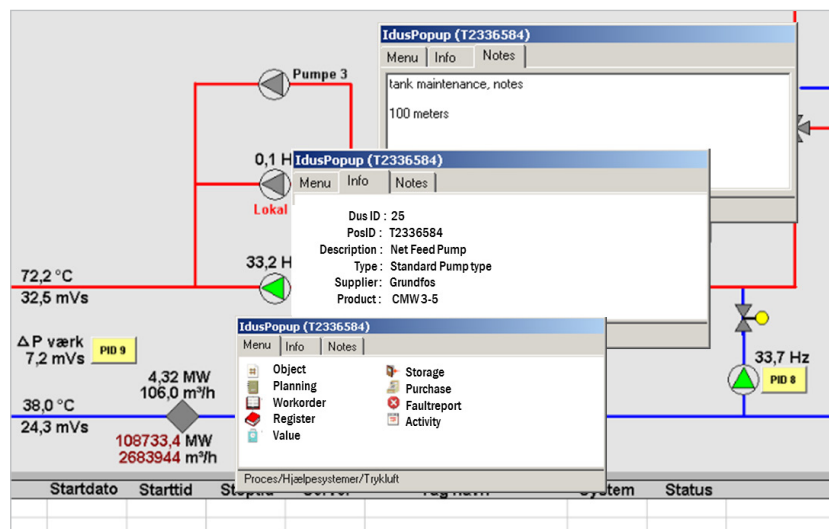 IdusPopup (T2336584)
Menu Info Notes
tank maintenance, notes
100 meters
Pumpe 3
0,1 H
Lokal
IdusPopup (T2336584)
Menu Info Notes
Dus ID : 25
PosID : T2336584
Description : Net Feed Pump
Type : Standard Pump type
Supplier: Grundfos
Product : CMW 3-5
33,2 H
72,2 °C
32,5 mVs
Δ P værk
7,2 mVs
PID 9
4,32 MW
106,0 m³/h
38,0 °C
24,3 mVs
108733,4 MW
2683944 m³/h
IdusPopup (T2336584)
Menu Info Notes
Object
Planning
Workorder
Register
Value
Storage
Purchase
Faultreport
Activity
Proces/Hjælpesystemer/Trykluft
33,7 Hz
PID 8
Startdato Starttid Stoptid Server Tag navn System Status